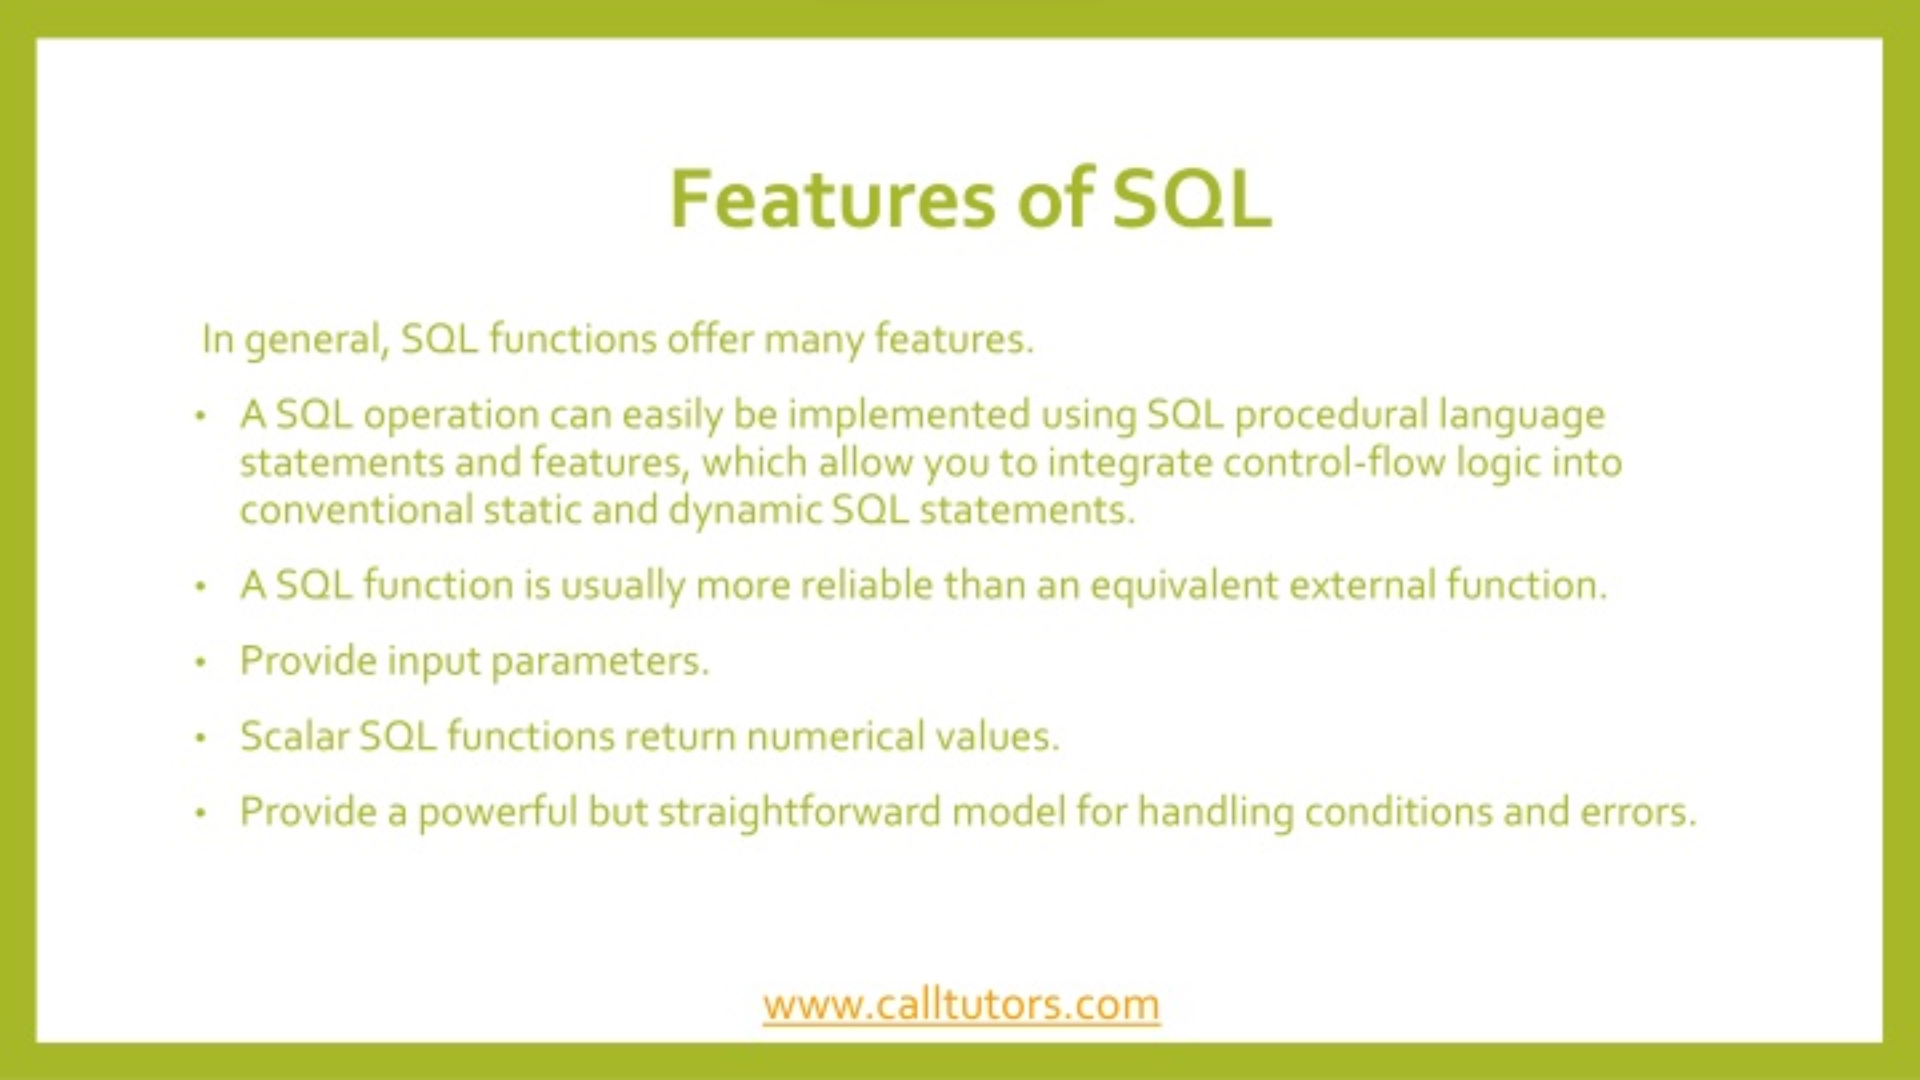 Features of SQL
In general, SQL functions offer many features.
• A SQL operation can easily be implemented using SQL procedural language
statements and features, which allow you to integrate control-flow logic into
conventional static and dynamic SQL statements.
• A SQL function is usually more reliable than an equivalent external function.
• Provide input parameters.
• Scalar SQL functions return numerical values.
• Provide a powerful but straightforward model for handling conditions and errors.
www.calltutors.com